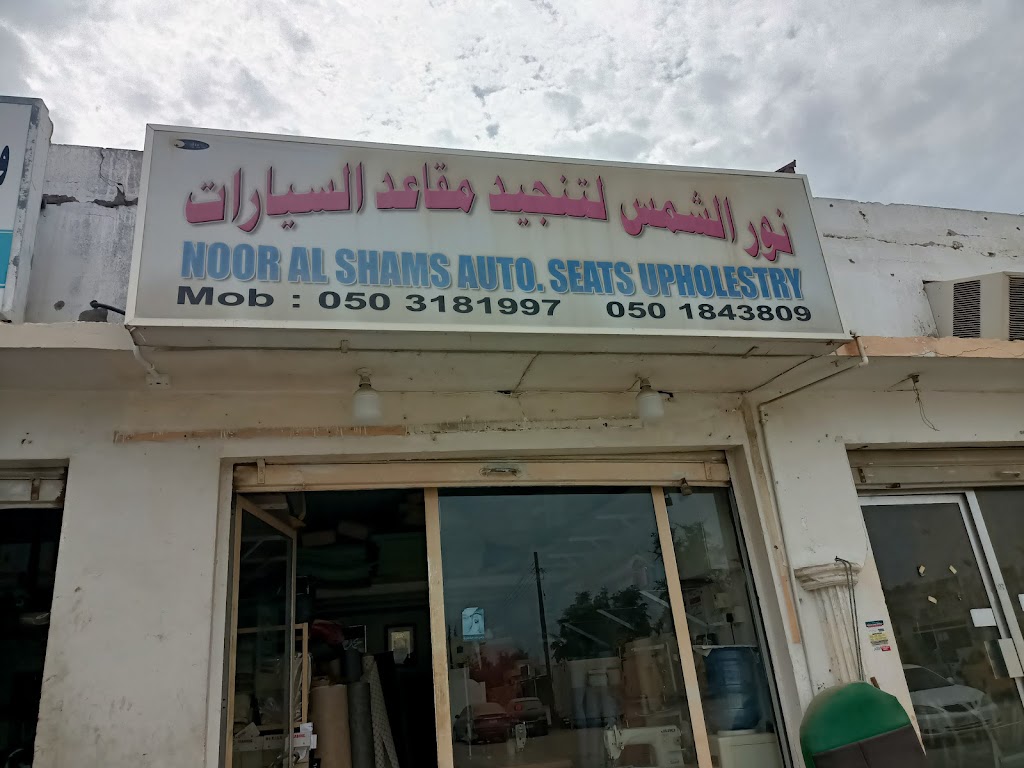 نور الشمس لتنجيد مقاعد السيارات
NOOR AL SHAMS AUTO. SEATS UPHOLESTRY
Mob : 050 3181997 050 1843809